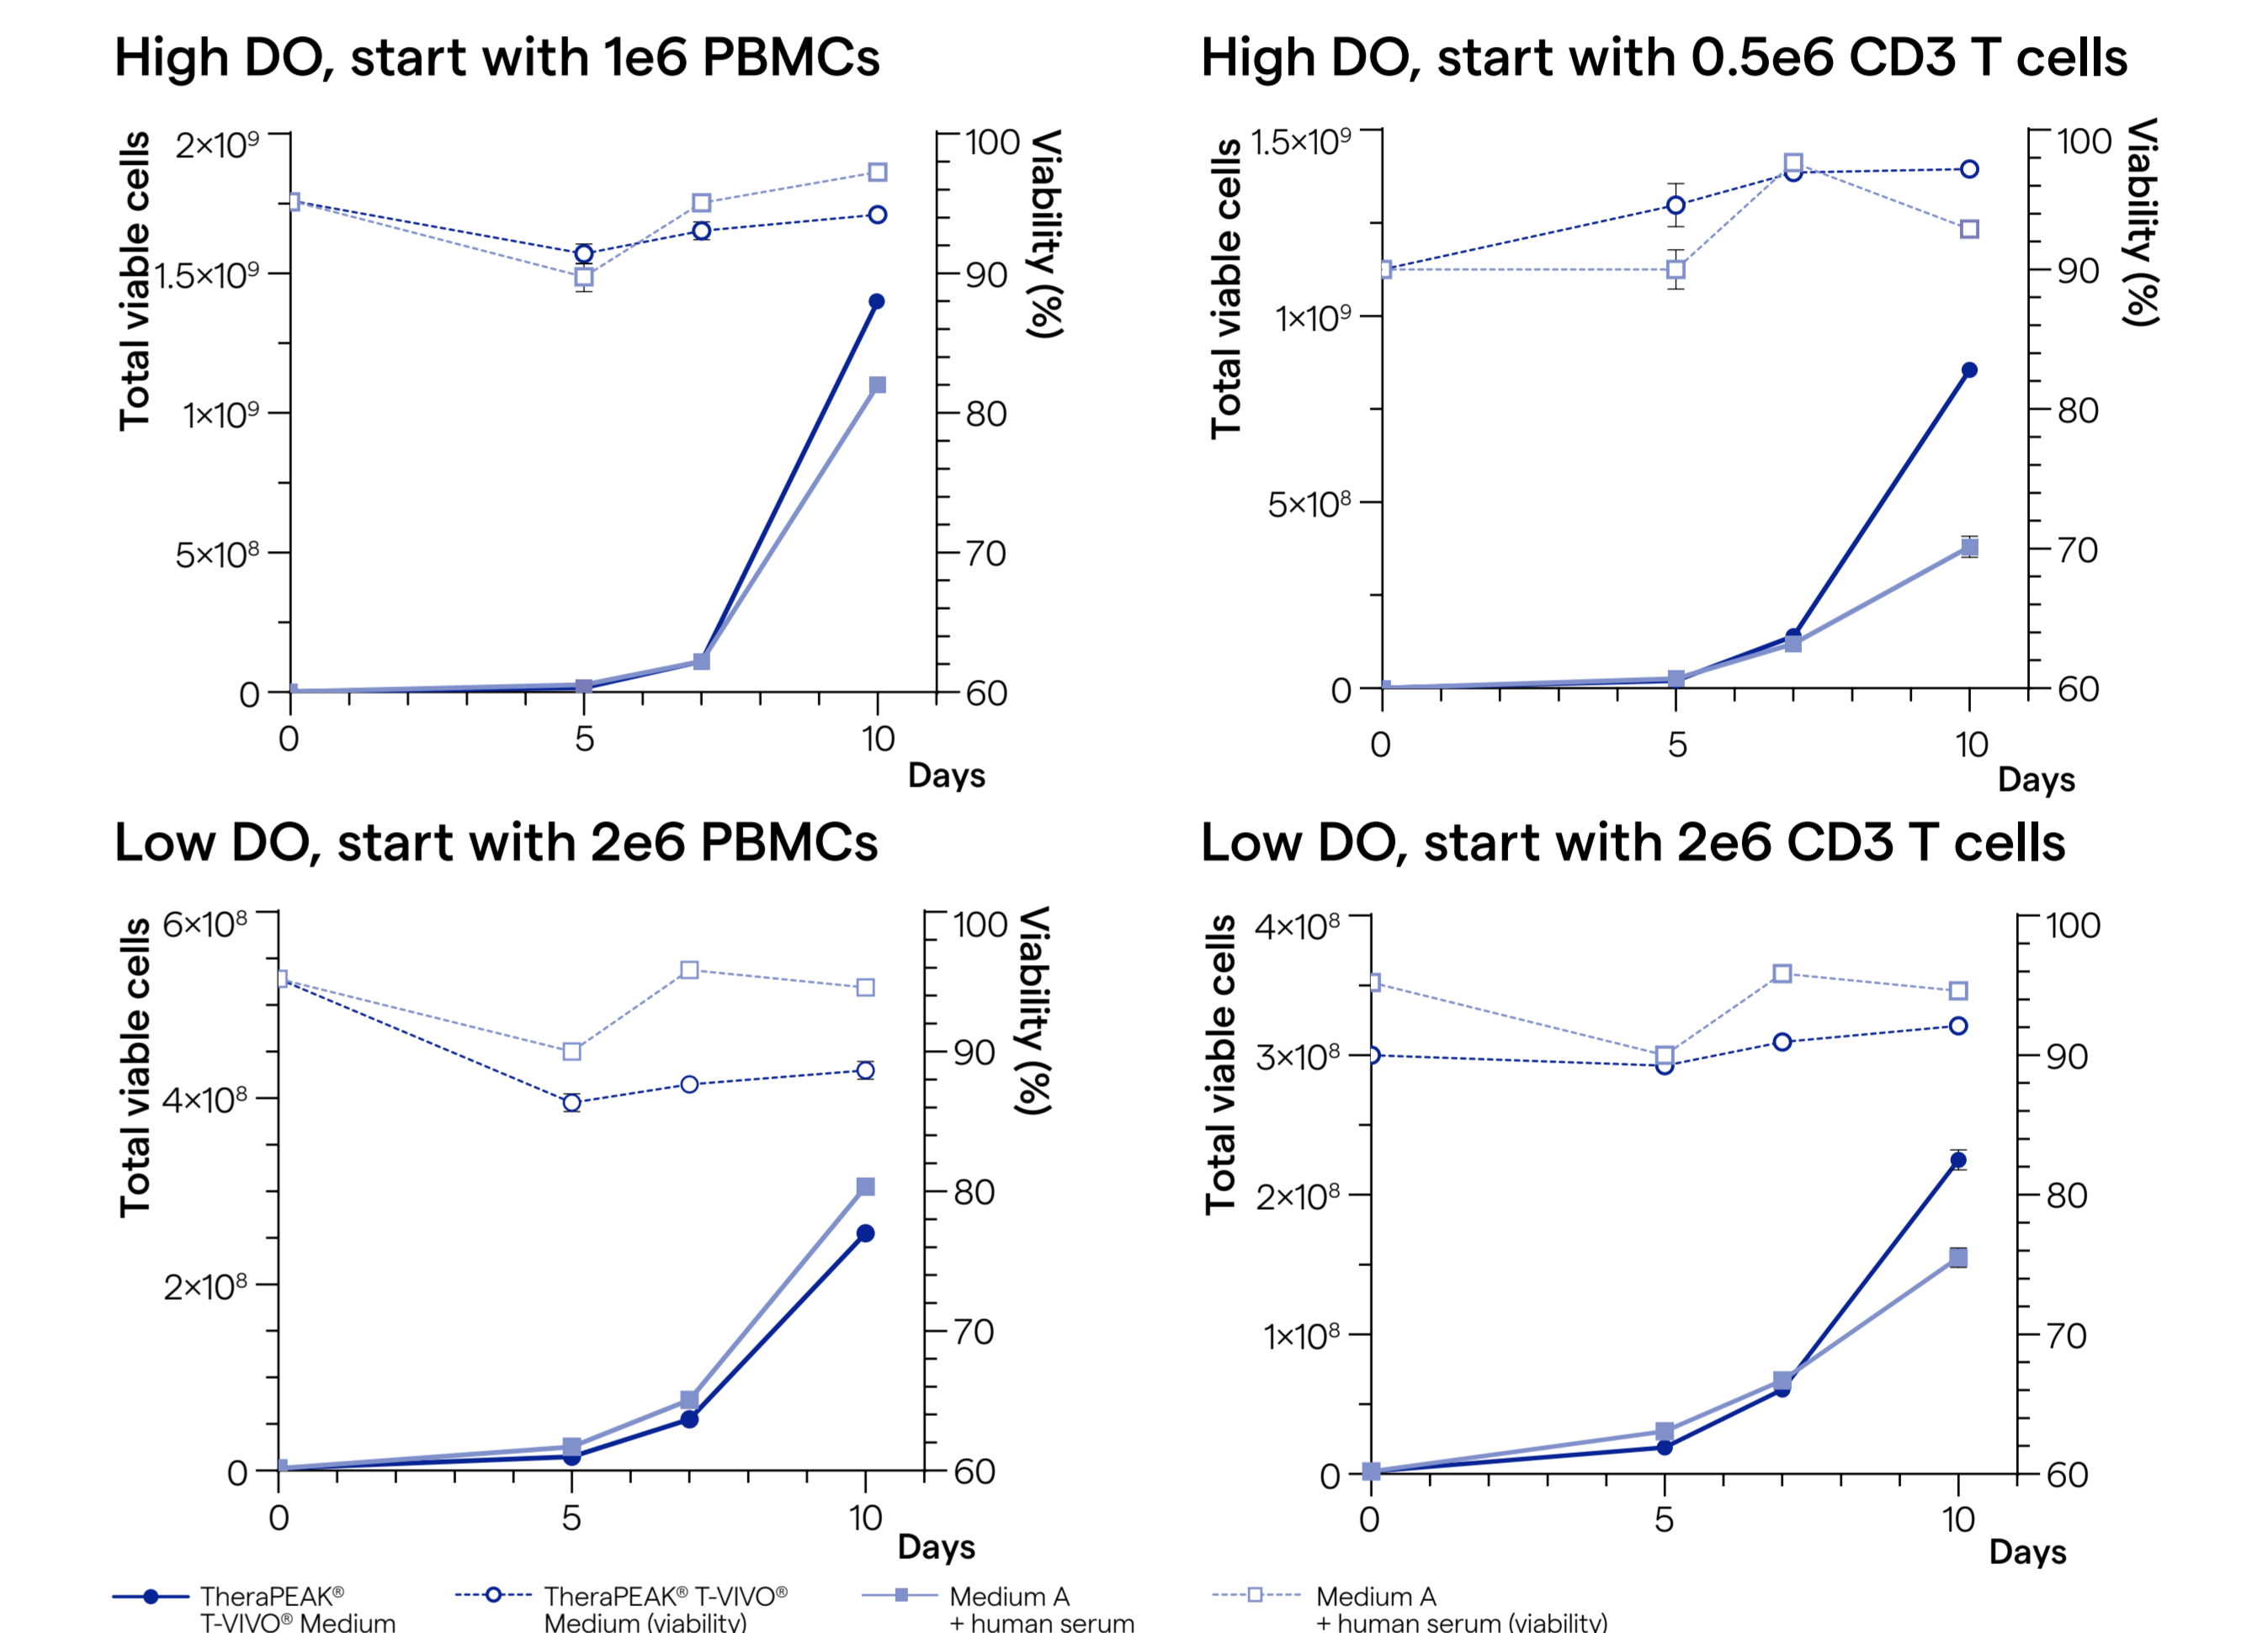 High DO, start with 1e6 PBMCs
Total viable cells
2×10⁹
1.5×10⁹
1×10⁹
5×10⁸
0
100
90
80
70
60
Viability (%)
0 5 10
Days
High DO, start with 0.5e6 CD3 T cells
Total viable cells
1.5×10⁹
1×10⁹
5×10⁸
0
100
90
80
70
60
Viability (%)
0 5 10
Days
Low DO, start with 2e6 PBMCs
Total viable cells
6×10⁸
4×10⁸
2×10⁸
0
100
90
80
70
60
Viability (%)
0 5 10
Days
Low DO, start with 2e6 CD3 T cells
Total viable cells
4×10⁸
3×10⁸
2×10⁸
1×10⁸
0
100
90
80
70
60
0 5 10
Days
TheraPEAK®
T-VIVO® Medium
TheraPEAK® T-VIVO®
Medium (viability)
Medium A
+ human serum
Medium A
+ human serum (viability)